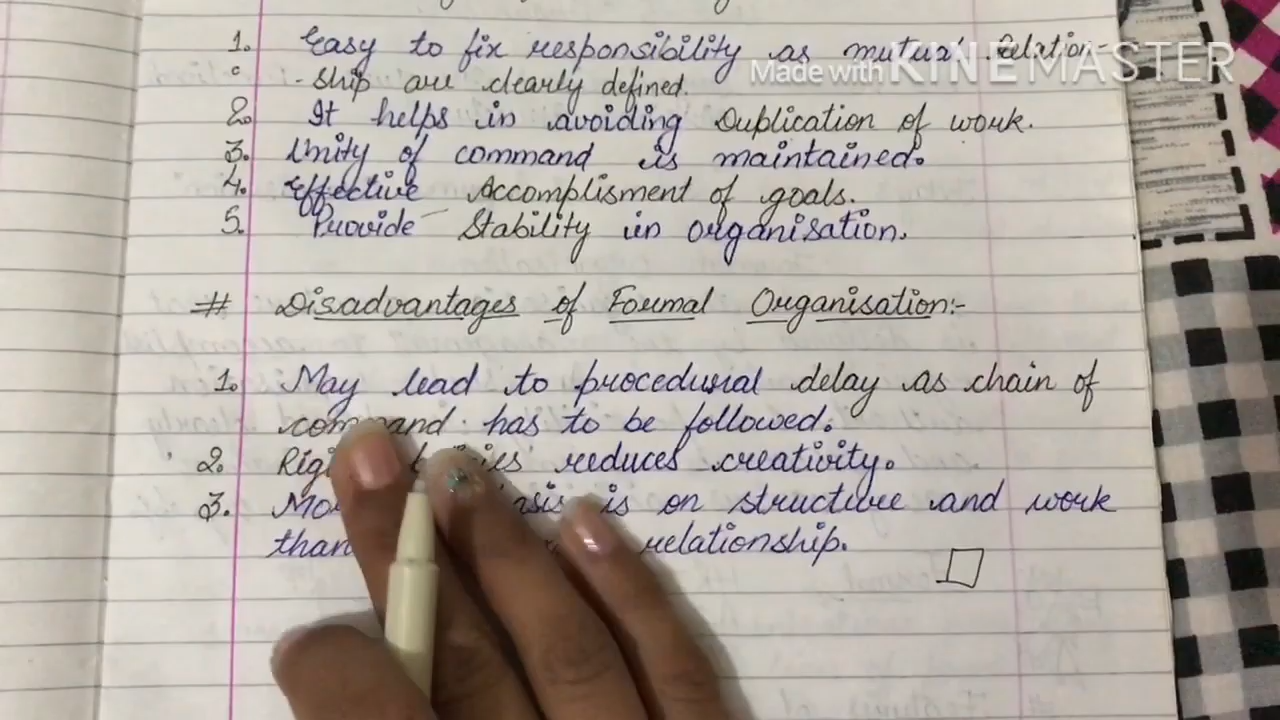 1. Easy to fix responsibility as mutual Relation-
-ship are clearly defined.
Made with KINEMASTER
2. It helps in avoiding Duplication of work.
3. Unity of command is maintained.
4. Effective Accomplisment of goals.
5. Provide Stability in organisation.
# Disadvantages of Formal Organisation:-
1. May lead to procedural delay as chain of
command has to be followed.
2. reduces creativity.
3. is on structure and work
than relationship.